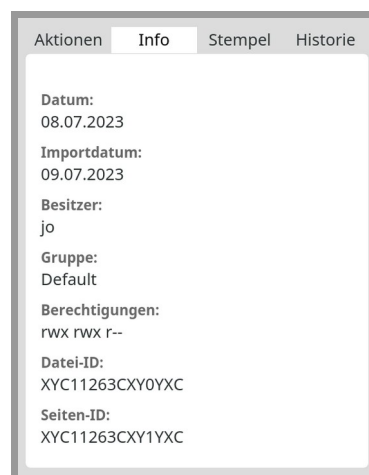 Aktionen Info Stempel Historie
Datum:
08.07.2023
Importdatum:
09.07.2023
Besitzer:
jo
Gruppe:
Default
Berechtigungen:
rwx rwx r--
Datei-ID:
XYC11263CXY0YXC
Seiten-ID:
XYC11263CXY1YXC